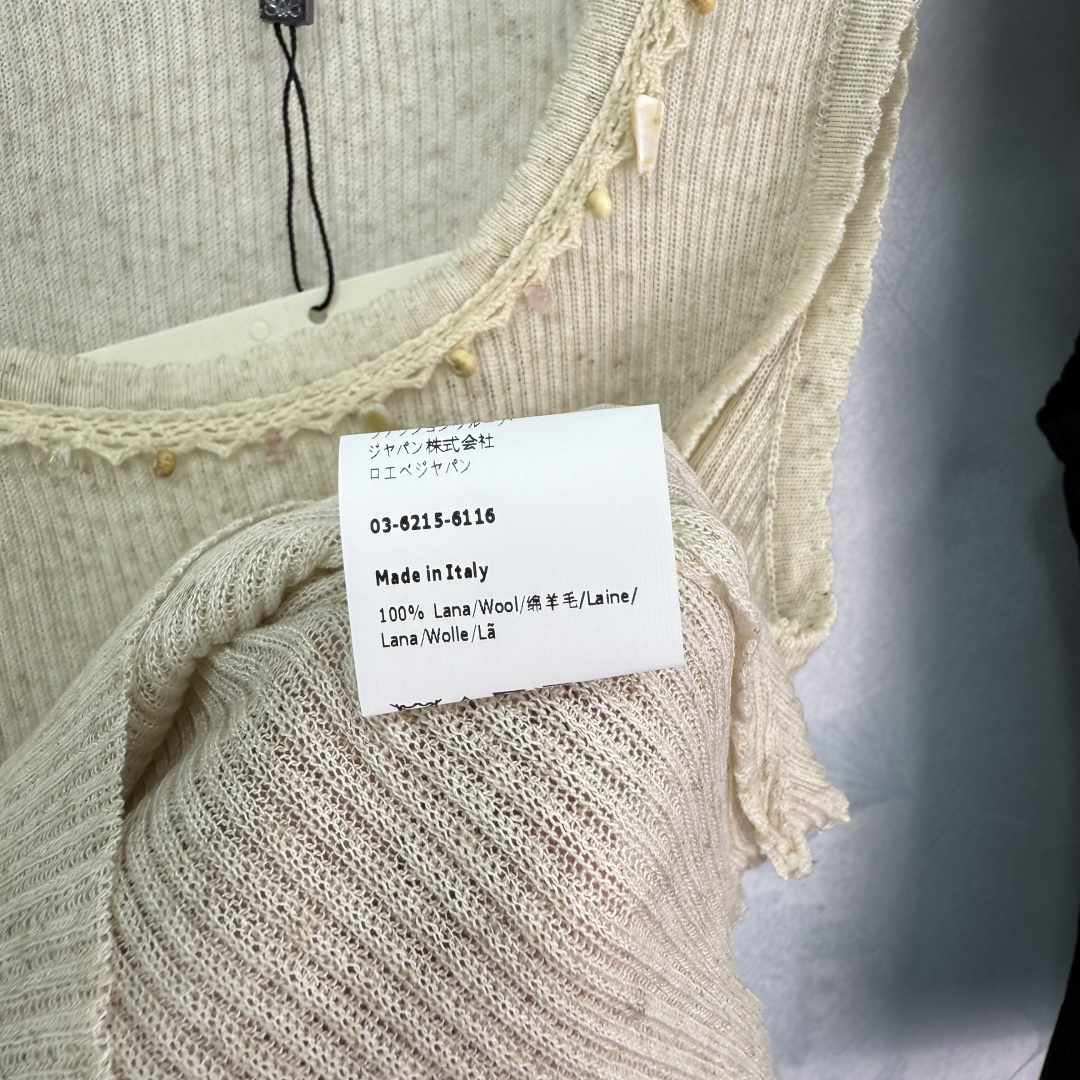 ジャパン株式会社
ロエベジャパン
03-6215-6116
Made in Italy
100% Lana/Wool/绵羊毛/Laine/
Lana/Wolle/Lã